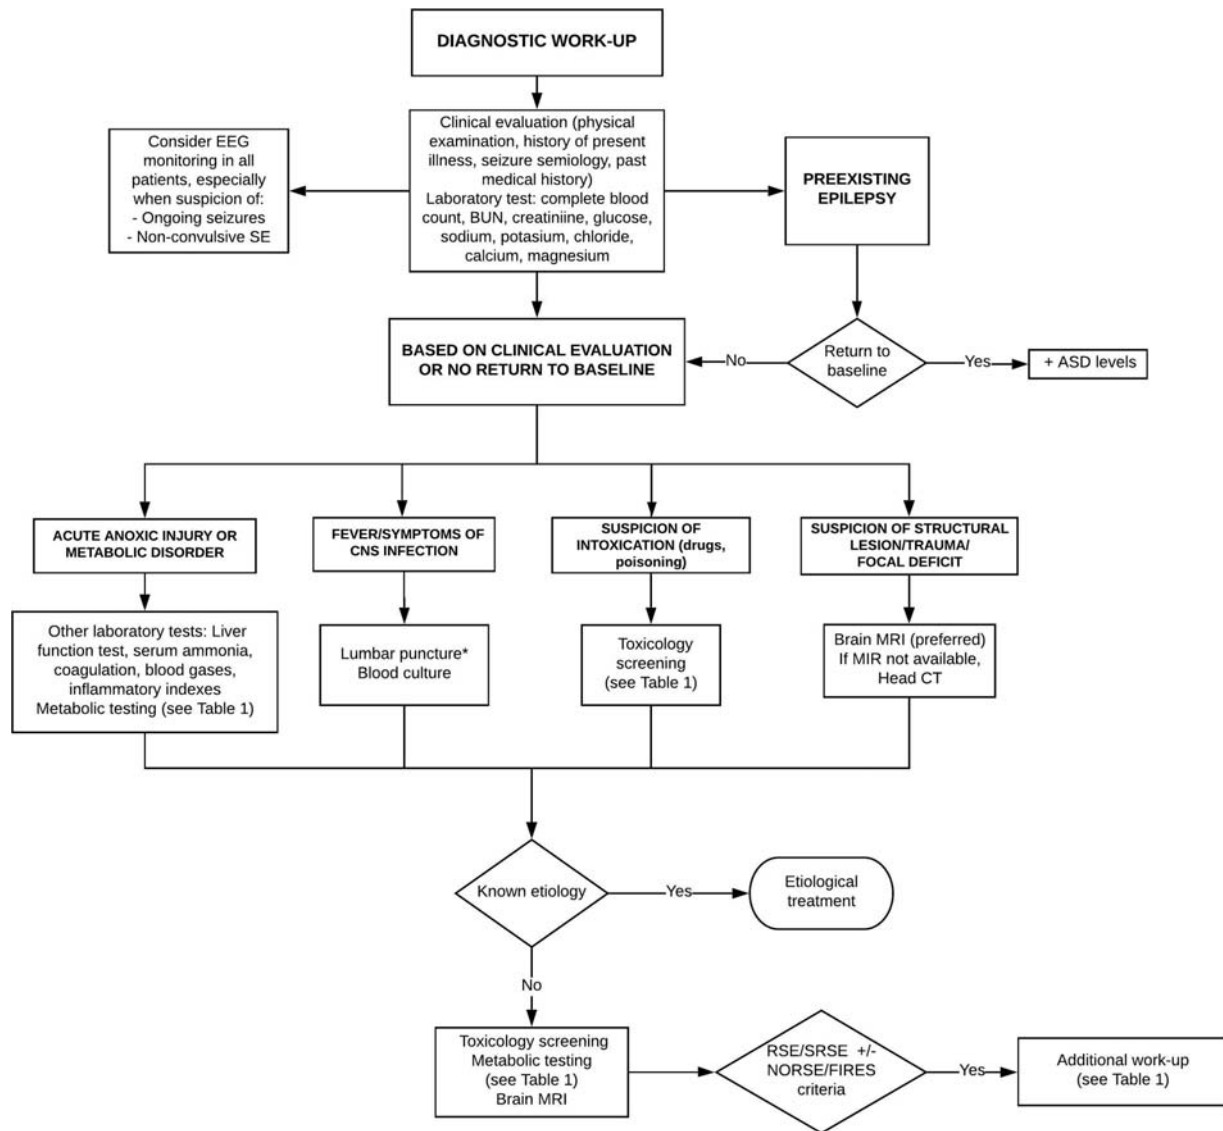 DIAGNOSTIC WORK-UP
Clinical evaluation (physical
examination, history of present
illness, seizure semiology, past
medical history)
Laboratory test: complete blood
count, BUN, creatiniine, glucose,
sodium, potasium, chloride,
calcium, magnesium
Consider EEG
monitoring in all
patients, especially
when suspicion of:
- Ongoing seizures
- Non-convulsive SE
PREEXISTING
EPILEPSY
BASED ON CLINICAL EVALUATION
OR NO RETURN TO BASELINE
No
Return to
baseline
Yes
+ ASD levels
ACUTE ANOXIC INJURY OR
METABOLIC DISORDER
FEVER/SYMPTOMS OF
CNS INFECTION
SUSPICION OF
INTOXICATION (drugs,
poisoning)
SUSPICION OF STRUCTURAL
LESION/TRAUMA/
FOCAL DEFICIT
Other laboratory tests: Liver
function test, serum ammonia,
coagulation, blood gases,
inflammatory indexes
Metabolic testing (see Table 1)
Lumbar puncture*
Blood culture
Toxicology
screening
(see Table 1)
Brain MRI (preferred)
If MIR not available,
Head CT
Known etiology
Yes
Etiological
treatment
No
Toxicology screening
Metabolic testing
(see Table 1)
Brain MRI
RSE/SRSE +/-
NORSE/FIRES
criteria
Yes
Additional work-up
(see Table 1)